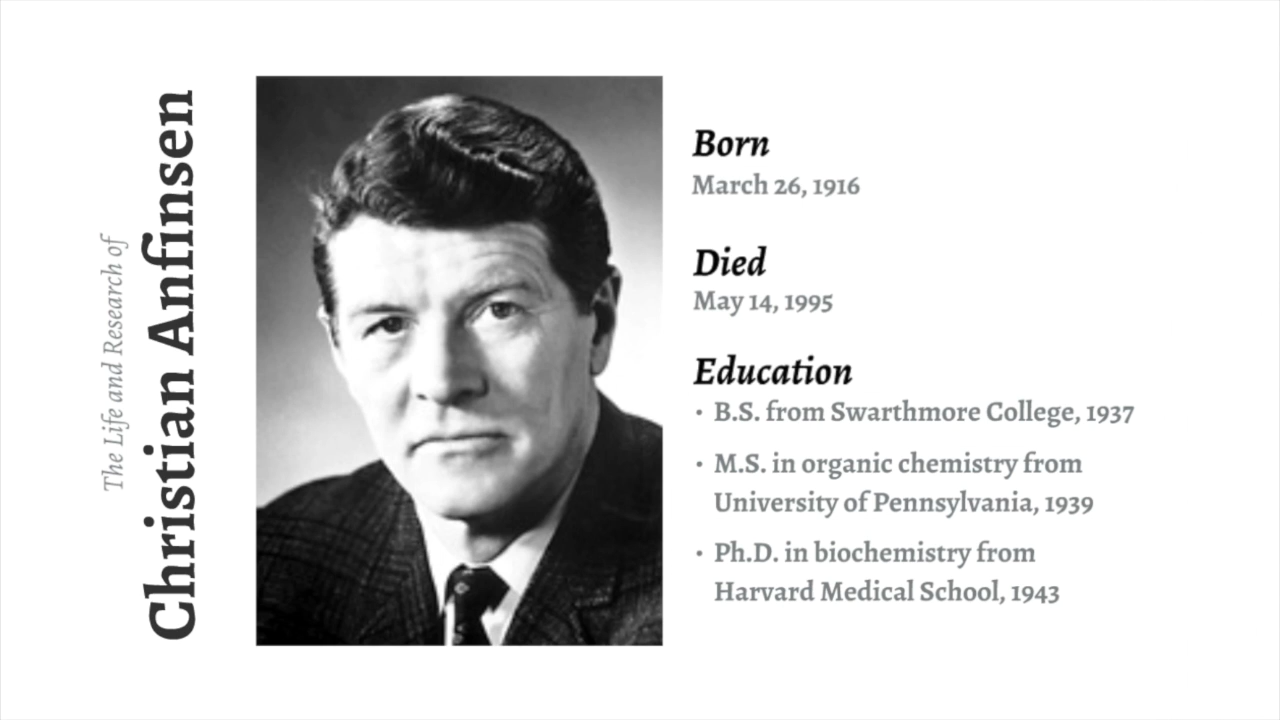 The Life and Research of
Christian Anfinsen
Born
March 26, 1916
Died
May 14, 1995
Education
• B.S. from Swarthmore College, 1937
• M.S. in organic chemistry from
University of Pennsylvania, 1939
• Ph.D. in biochemistry from
Harvard Medical School, 1943